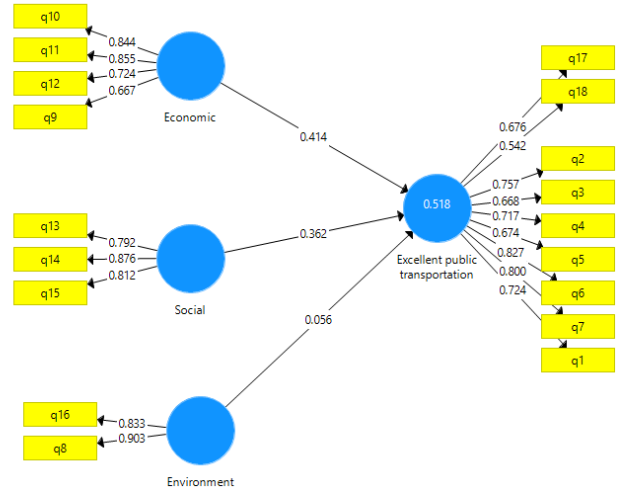 q10
q11
q12
q9
0.844
0.855
0.724
0.667
Economic
0.414
q13
q14
q15
0.792
0.876
0.812
Social
0.362
q16
q8
0.833
0.903
Environment
0.056
0.518
Excellent public
transportation
0.676
0.542
0.757
0.668
0.717
0.674
0.827
0.800
0.724
q17
q18
q2
q3
q4
q5
q6
q7
q1